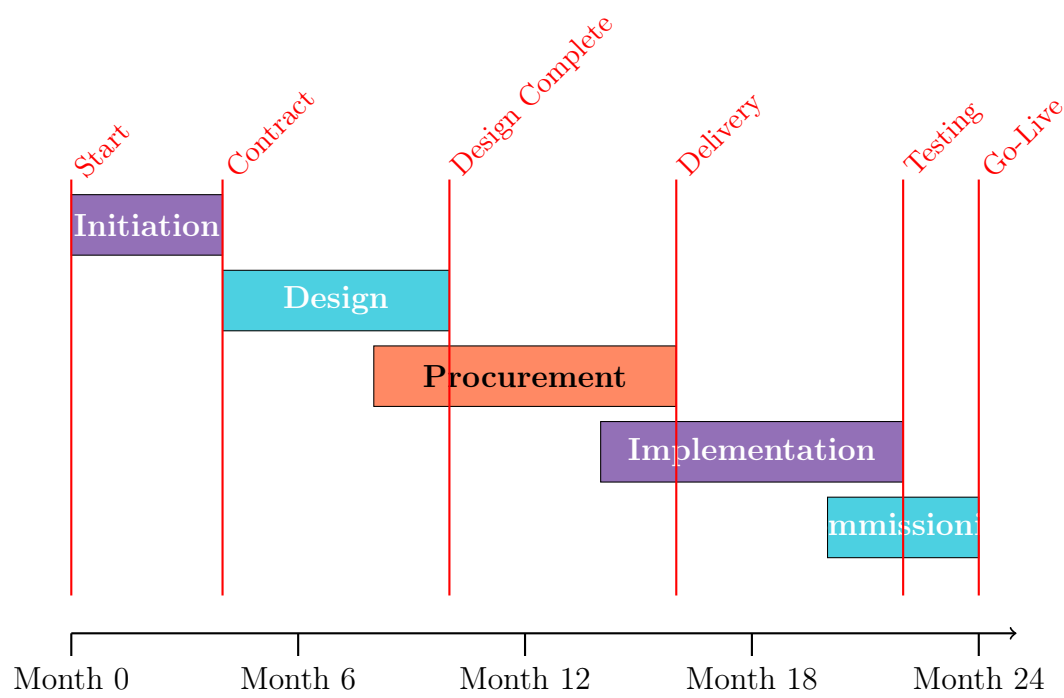 Start
Contract
Design Complete
Delivery
Testing
Go-Live
Initiation
Design
Procurement
Implementation
mmissioni
Month 0
Month 6
Month 12
Month 18
Month 24